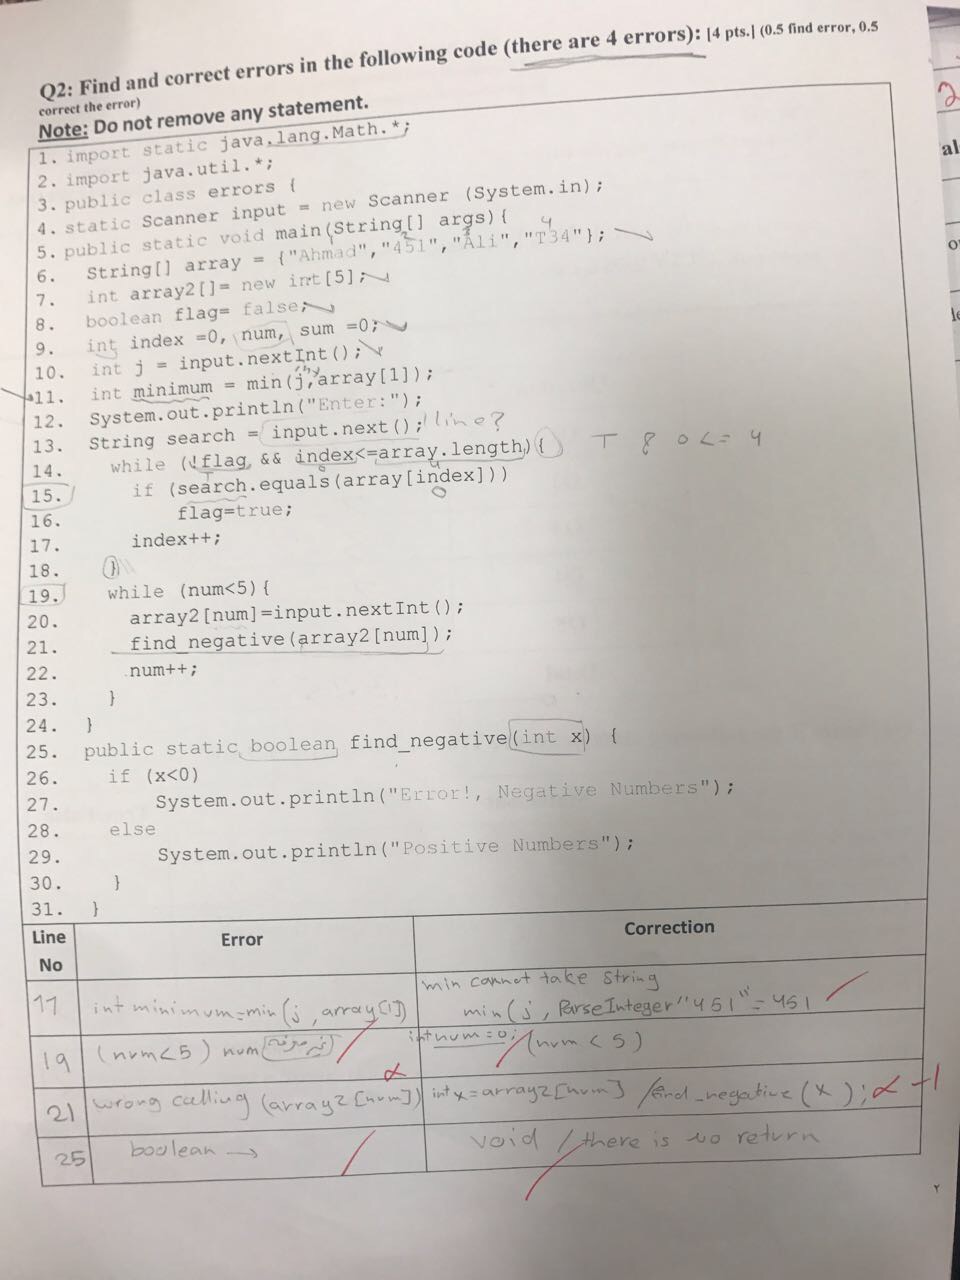 Q2: Find and correct errors in the following code (there are 4 errors): [4 pts.] (0.5 find error, 0.5
correct the error)
Note: Do not remove any statement.
1. import static java.lang.Math.*;
2. import java.util.*;
3. public class errors {
4. static Scanner input = new Scanner (System.in);
5. public static void main(String[] args){
6. String[] array = {"Ahmad","451","Ali","T34"};
7. int array2[]= new int[5];
8. boolean flag= false;
9. int index =0, num, sum =0;
10. int j = input.nextInt();
11. int minimum = min(j,array[1]);
12. System.out.println("Enter:");
13. String search = input.next(); line?
14. while (!flag && index<=array.length){ T 8 0 <= 4
15. if (search.equals(array[index]))
16. flag=true;
17. index++;
18. }
19. while (num<5){
20. array2[num]=input.nextInt();
21. find_negative(array2[num]);
22. num++;
23. }
24. }
25. public static boolean find_negative(int x) {
26. if (x<0)
27. System.out.println("Error!, Negative Numbers");
28. else
29. System.out.println("Positive Numbers");
30. }
31. }
Line No Error Correction
11 int minimum=min(j, array[1]) min cannot take String
min(j, ParseInteger"451"=451
19 (num<5) num int num=0; (num<5)
21 wrong calling (array2[num]) int x=array2[num] / find_negative(x); -1
25 boolean → void / there is no return
٢
2